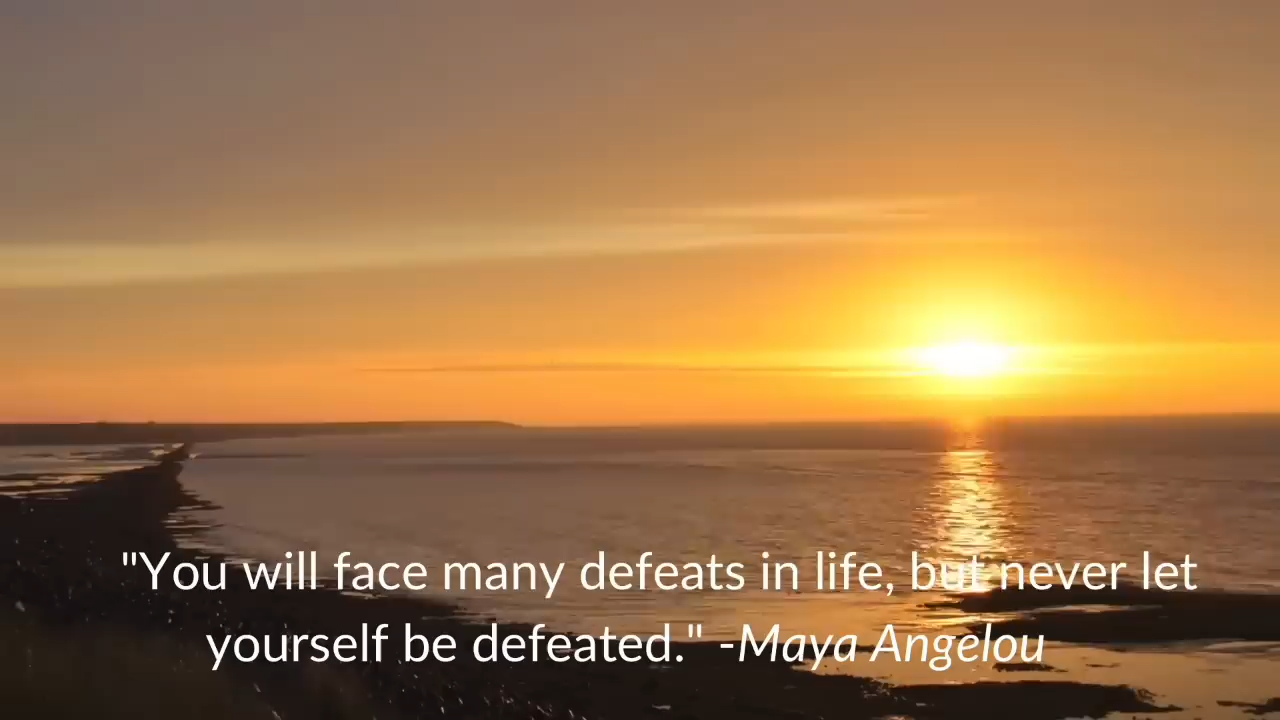 "You will face many defeats in life, but never let
yourself be defeated." -Maya Angelou